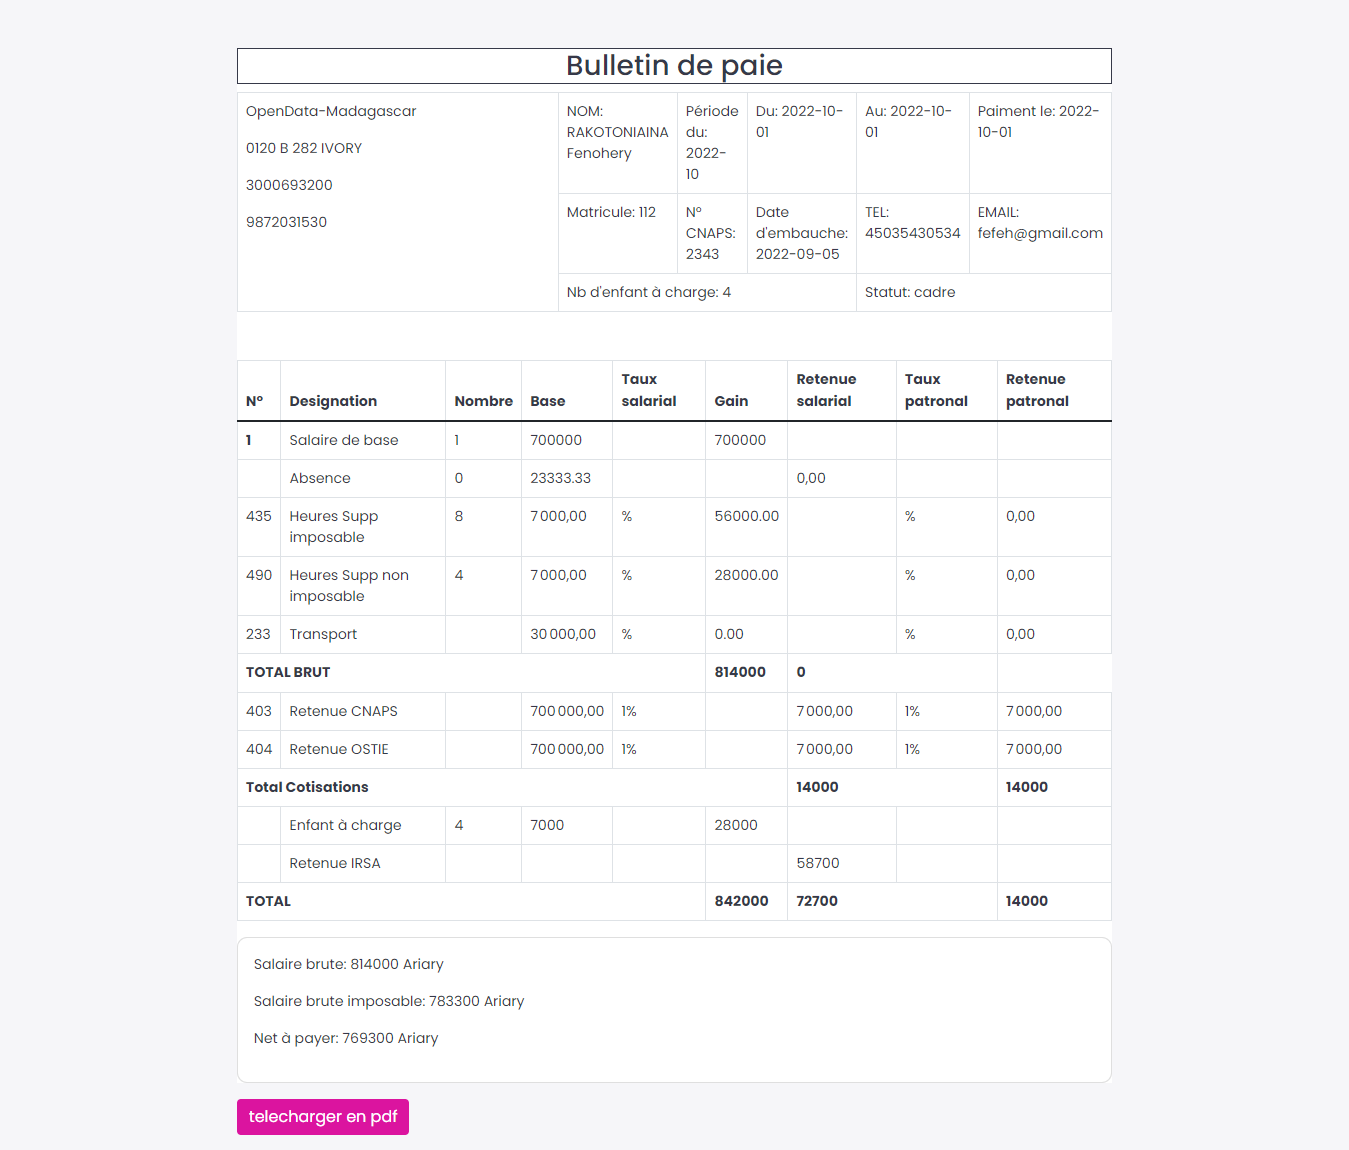 Bulletin de paie
OpenData-Madagascar
0120 B 282 IVORY
3000693200
9872031530
NOM:
RAKOTONIAINA
Fenohery
Période
du:
2022-
10
Du: 2022-10-
01
Au: 2022-10-
01
Paiment le: 2022-
10-01
Matricule: 112
N°
CNAPS:
2343
Date
d'embauche:
2022-09-05
TEL:
45035430534
EMAIL:
fefeh@gmail.com
Nb d'enfant à charge: 4
Statut: cadre
N° Designation Nombre Base Taux salarial Gain Retenue salarial Taux patronal Retenue patronal
1 Salaire de base 1 700000 700000
Absence 0 23333.33 0,00
435 Heures Supp imposable 8 7 000,00 % 56000.00 % 0,00
490 Heures Supp non imposable 4 7 000,00 % 28000.00 % 0,00
233 Transport 30 000,00 % 0.00 % 0,00
TOTAL BRUT 814000 0
403 Retenue CNAPS 700 000,00 1% 7 000,00 1% 7 000,00
404 Retenue OSTIE 700 000,00 1% 7 000,00 1% 7 000,00
Total Cotisations 14000 14000
Enfant à charge 4 7000 28000
Retenue IRSA 58700
TOTAL 842000 72700 14000
Salaire brute: 814000 Ariary
Salaire brute imposable: 783300 Ariary
Net à payer: 769300 Ariary
telecharger en pdf